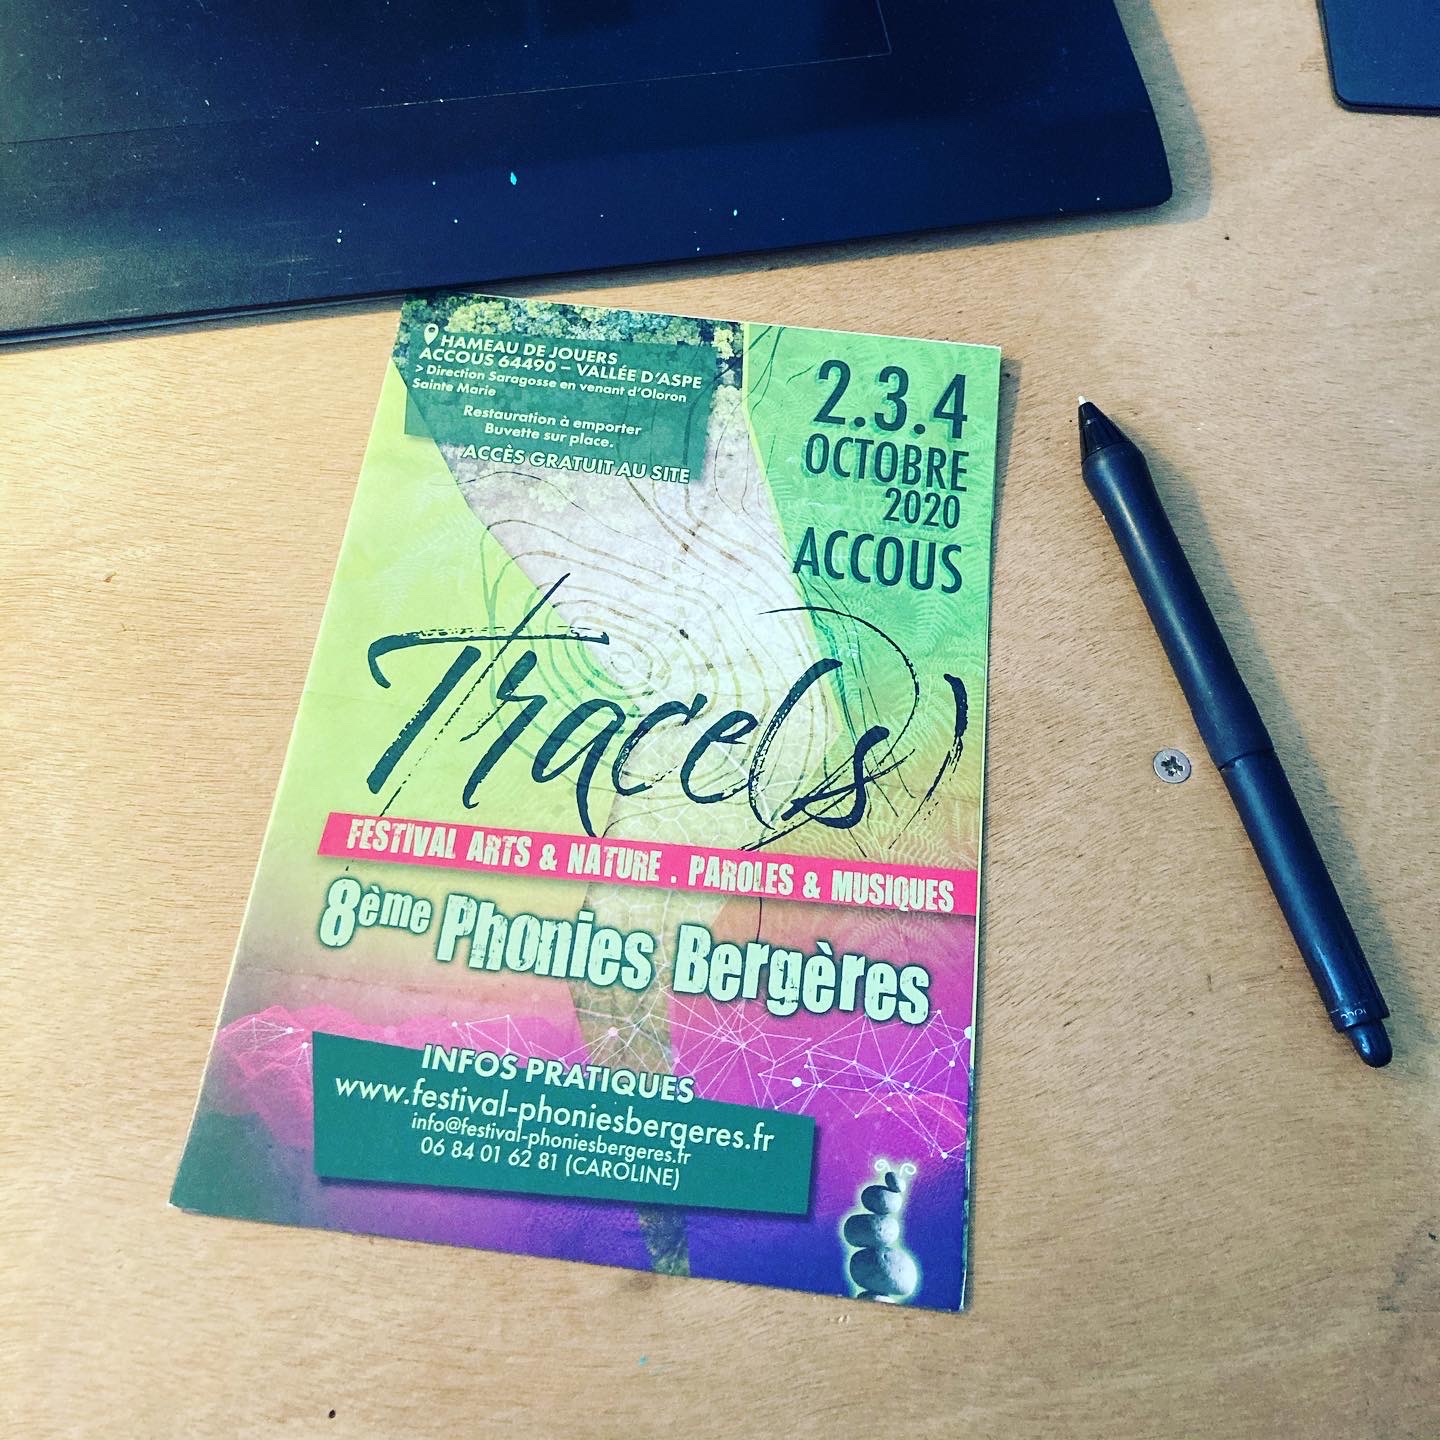 HAMEAU DE JOUERS
ACCOUS 64490 – VALLÉE D'ASPE
> Direction Saragosse en venant d'Oloron
Sainte Marie
Restauration à emporter
Buvette sur place.
ACCÈS GRATUIT AU SITE
2.3.4
OCTOBRE
2020
ACCOUS
Trace(s)
FESTIVAL ARTS & NATURE . PAROLES & MUSIQUES
8ème Phonies Bergères
INFOS PRATIQUES
www.festival-phoniesbergeres.fr
info@festival-phoniesbergeres.fr
06 84 01 62 81 (CAROLINE)